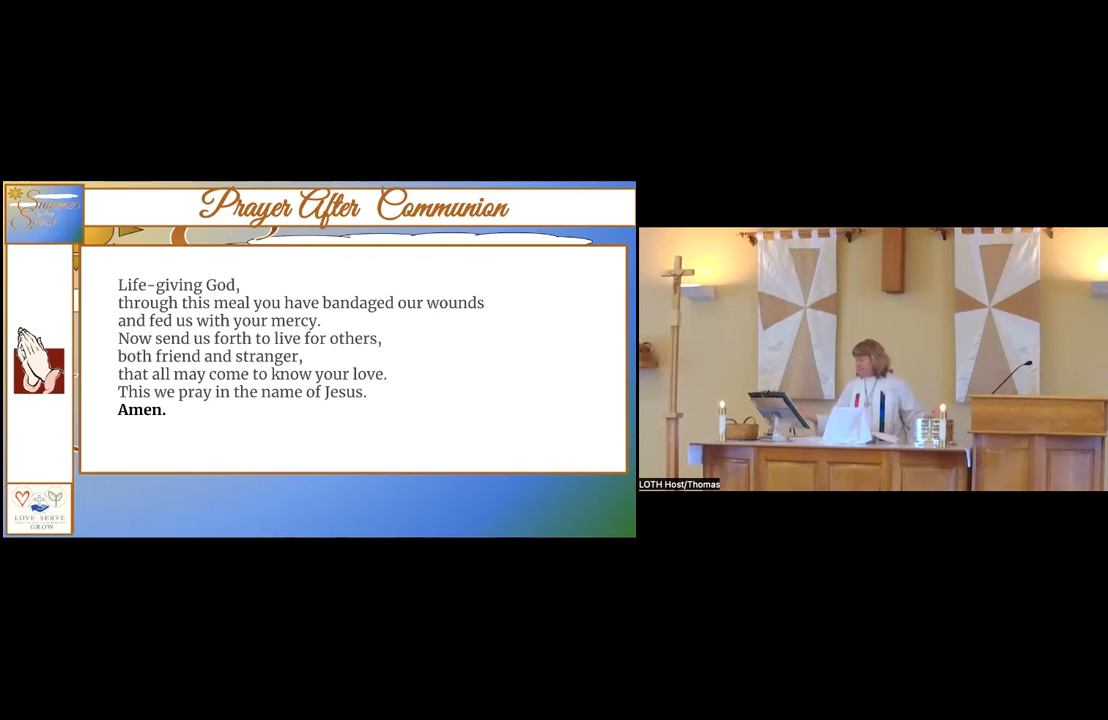 Summer
Spirit
Prayer After Communion
Life-giving God,
through this meal you have bandaged our wounds
and fed us with your mercy.
Now send us forth to live for others,
both friend and stranger,
that all may come to know your love.
This we pray in the name of Jesus.
Amen.
LOVE SERVE
GROW
LOTH Host/Thomas